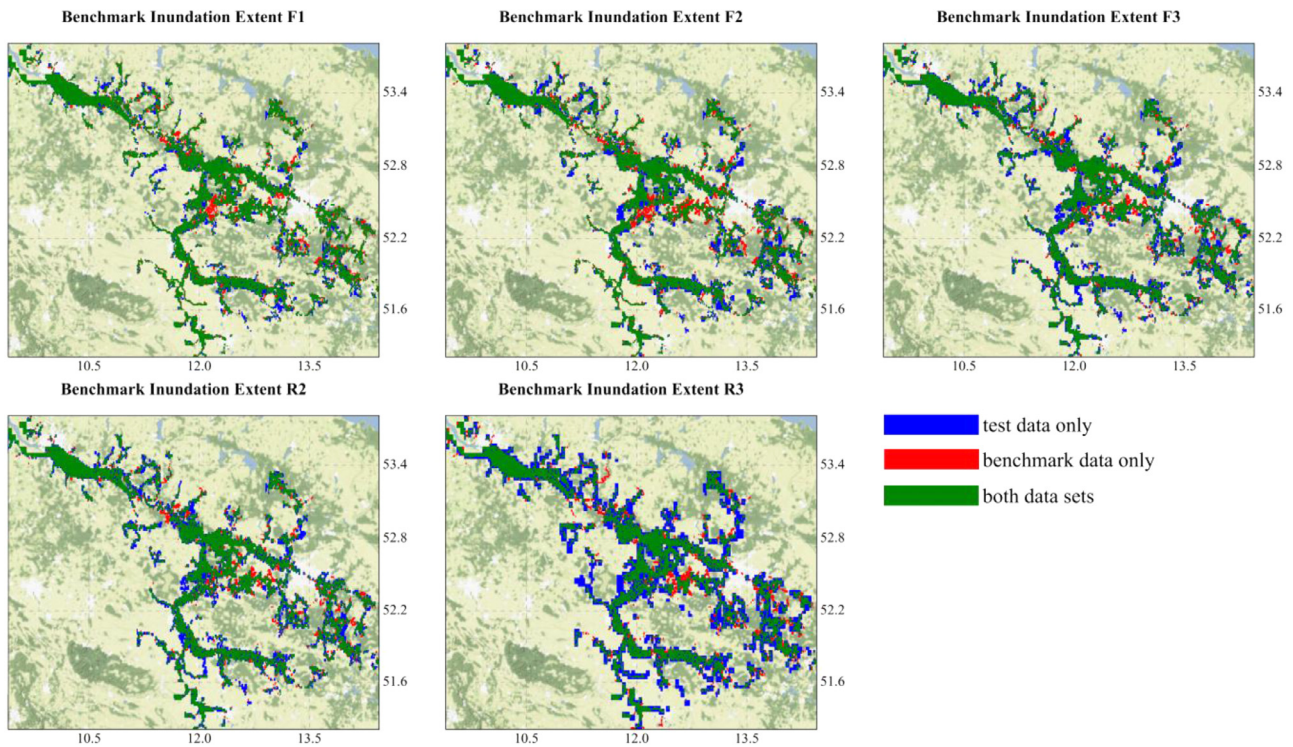 Benchmark Inundation Extent F1
Benchmark Inundation Extent F2
Benchmark Inundation Extent F3
53.4
52.8
52.2
51.6
10.5 12.0 13.5
53.4
52.8
52.2
51.6
10.5 12.0 13.5
53.4
52.8
52.2
51.6
10.5 12.0 13.5
Benchmark Inundation Extent R2
Benchmark Inundation Extent R3
53.4
52.8
52.2
51.6
10.5 12.0 13.5
53.4
52.8
52.2
51.6
10.5 12.0 13.5
test data only
benchmark data only
both data sets